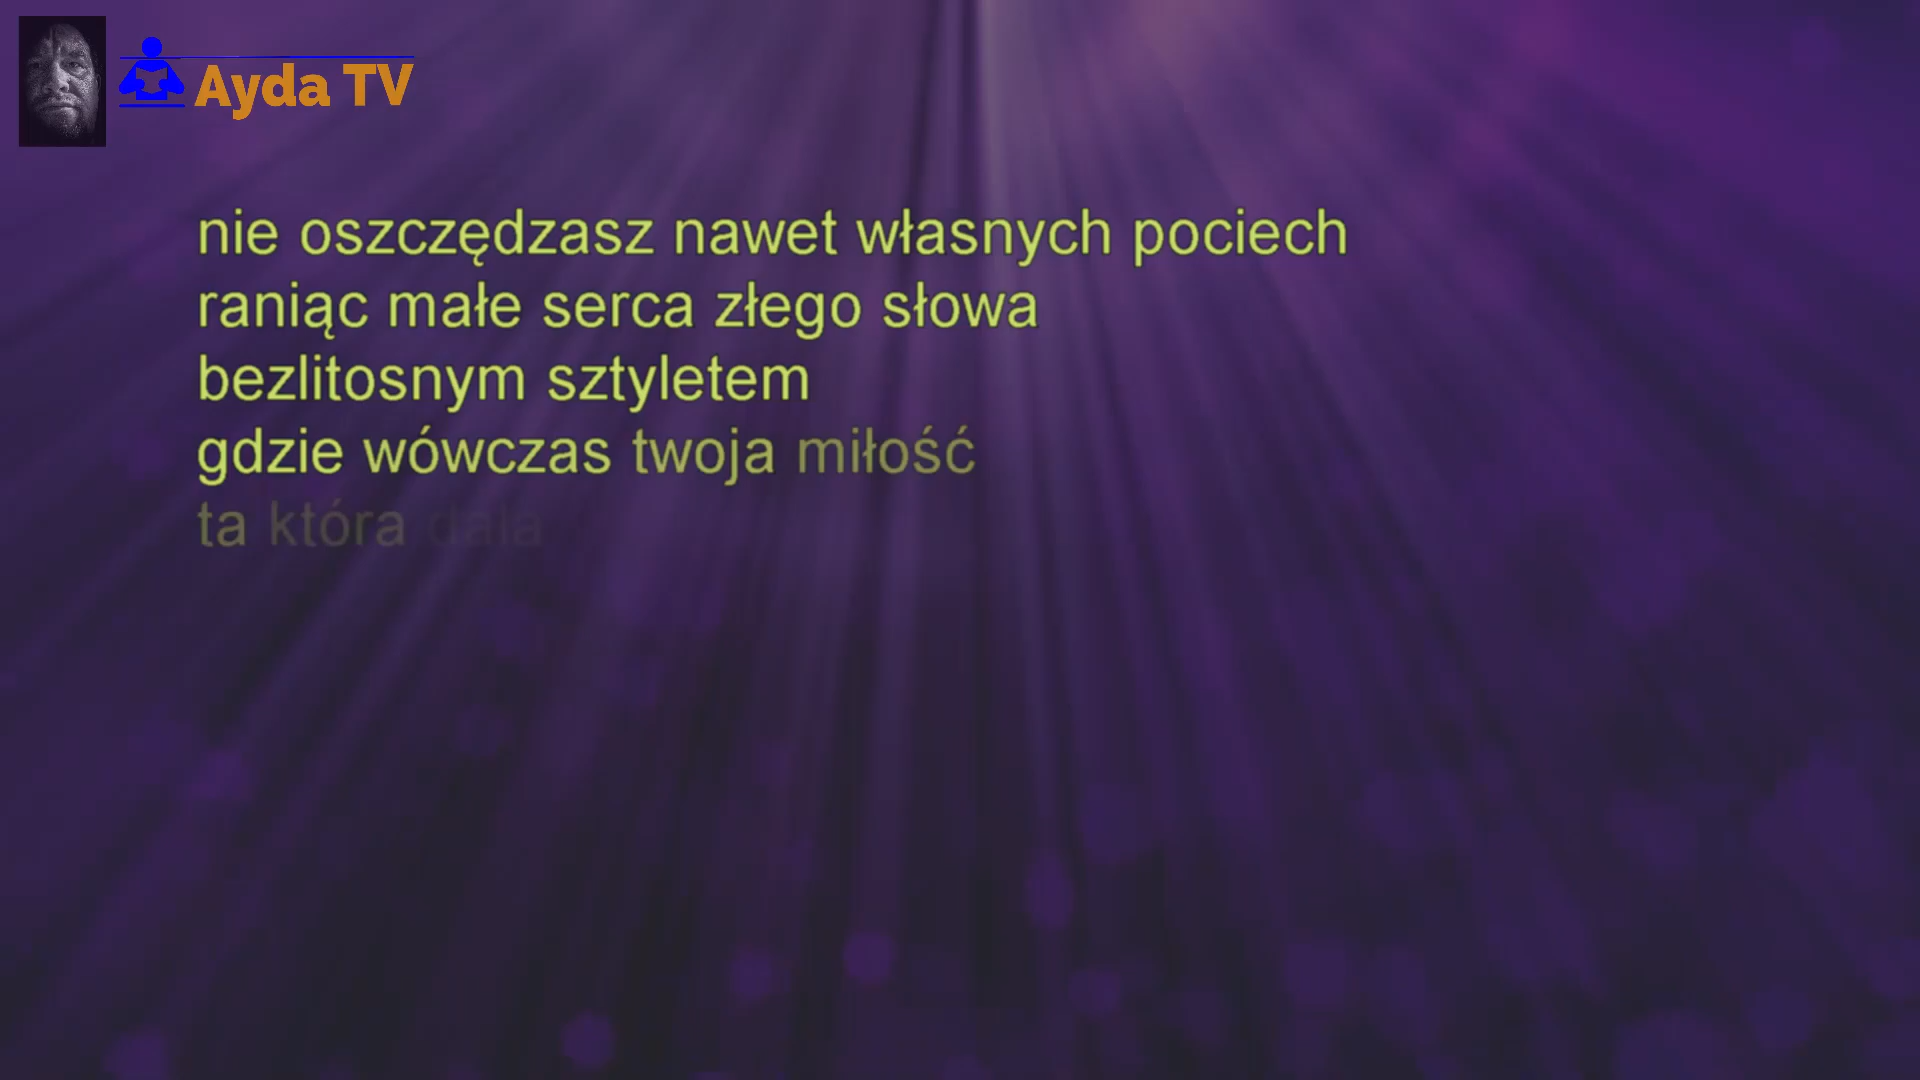 Ayda TV
nie oszczędzasz nawet własnych pociech
raniąc małe serca złego słowa
bezlitosnym sztyletem
gdzie wówczas twoja miłość
ta która dała